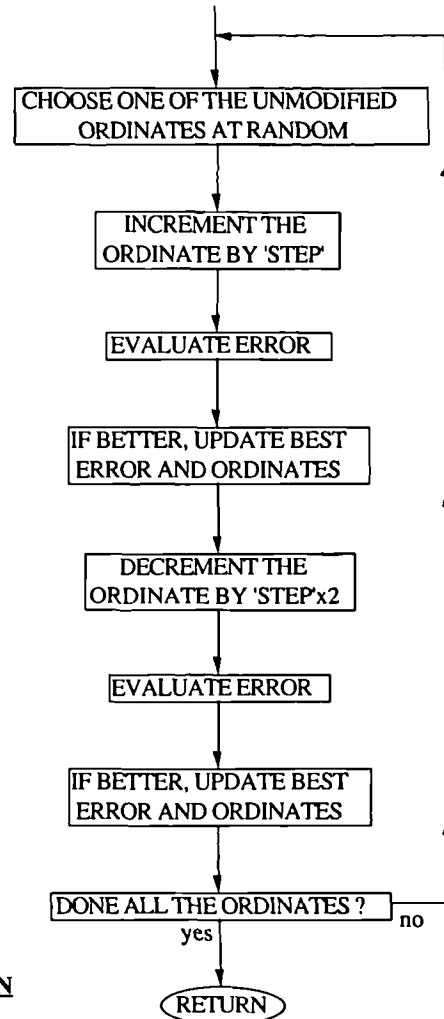 CHOOSE ONE OF THE UNMODIFIED
ORDINATES AT RANDOM
INCREMENT THE
ORDINATE BY 'STEP'
EVALUATE ERROR
IF BETTER, UPDATE BEST
ERROR AND ORDINATES
DECREMENT THE
ORDINATE BY 'STEP'x2
EVALUATE ERROR
IF BETTER, UPDATE BEST
ERROR AND ORDINATES
DONE ALL THE ORDINATES ?
no
yes
N
RETURN